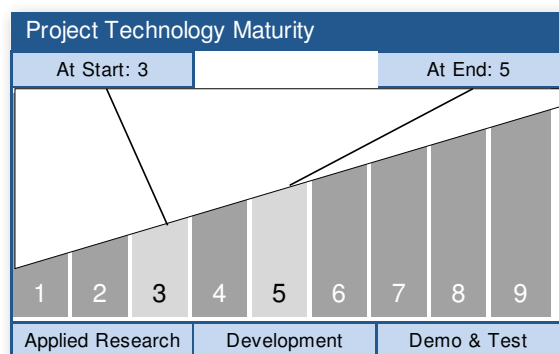 Project Technology Maturity
At Start: 3 At End: 5
1 2 3 4 5 6 7 8 9
Applied Research Development Demo & Test